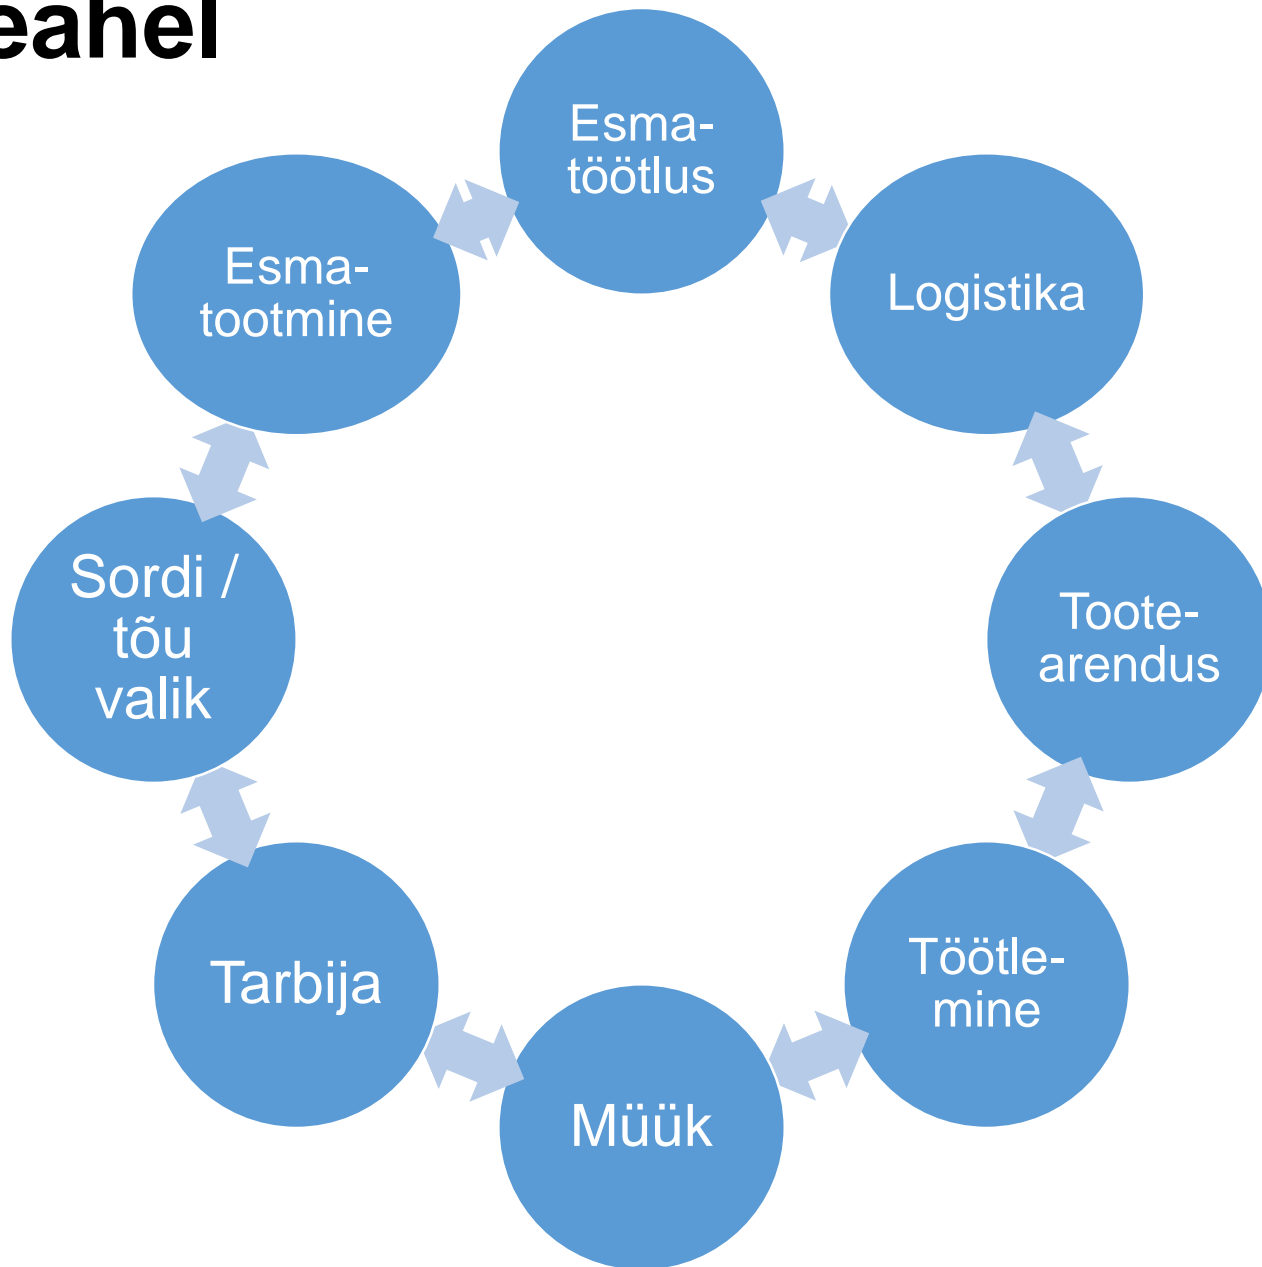 eahel
Esma-
töötlus
Logistika
Toote-
arendus
Töötle-
mine
Müük
Tarbija
Sordi /
tõu
valik
Esma-
tootmine